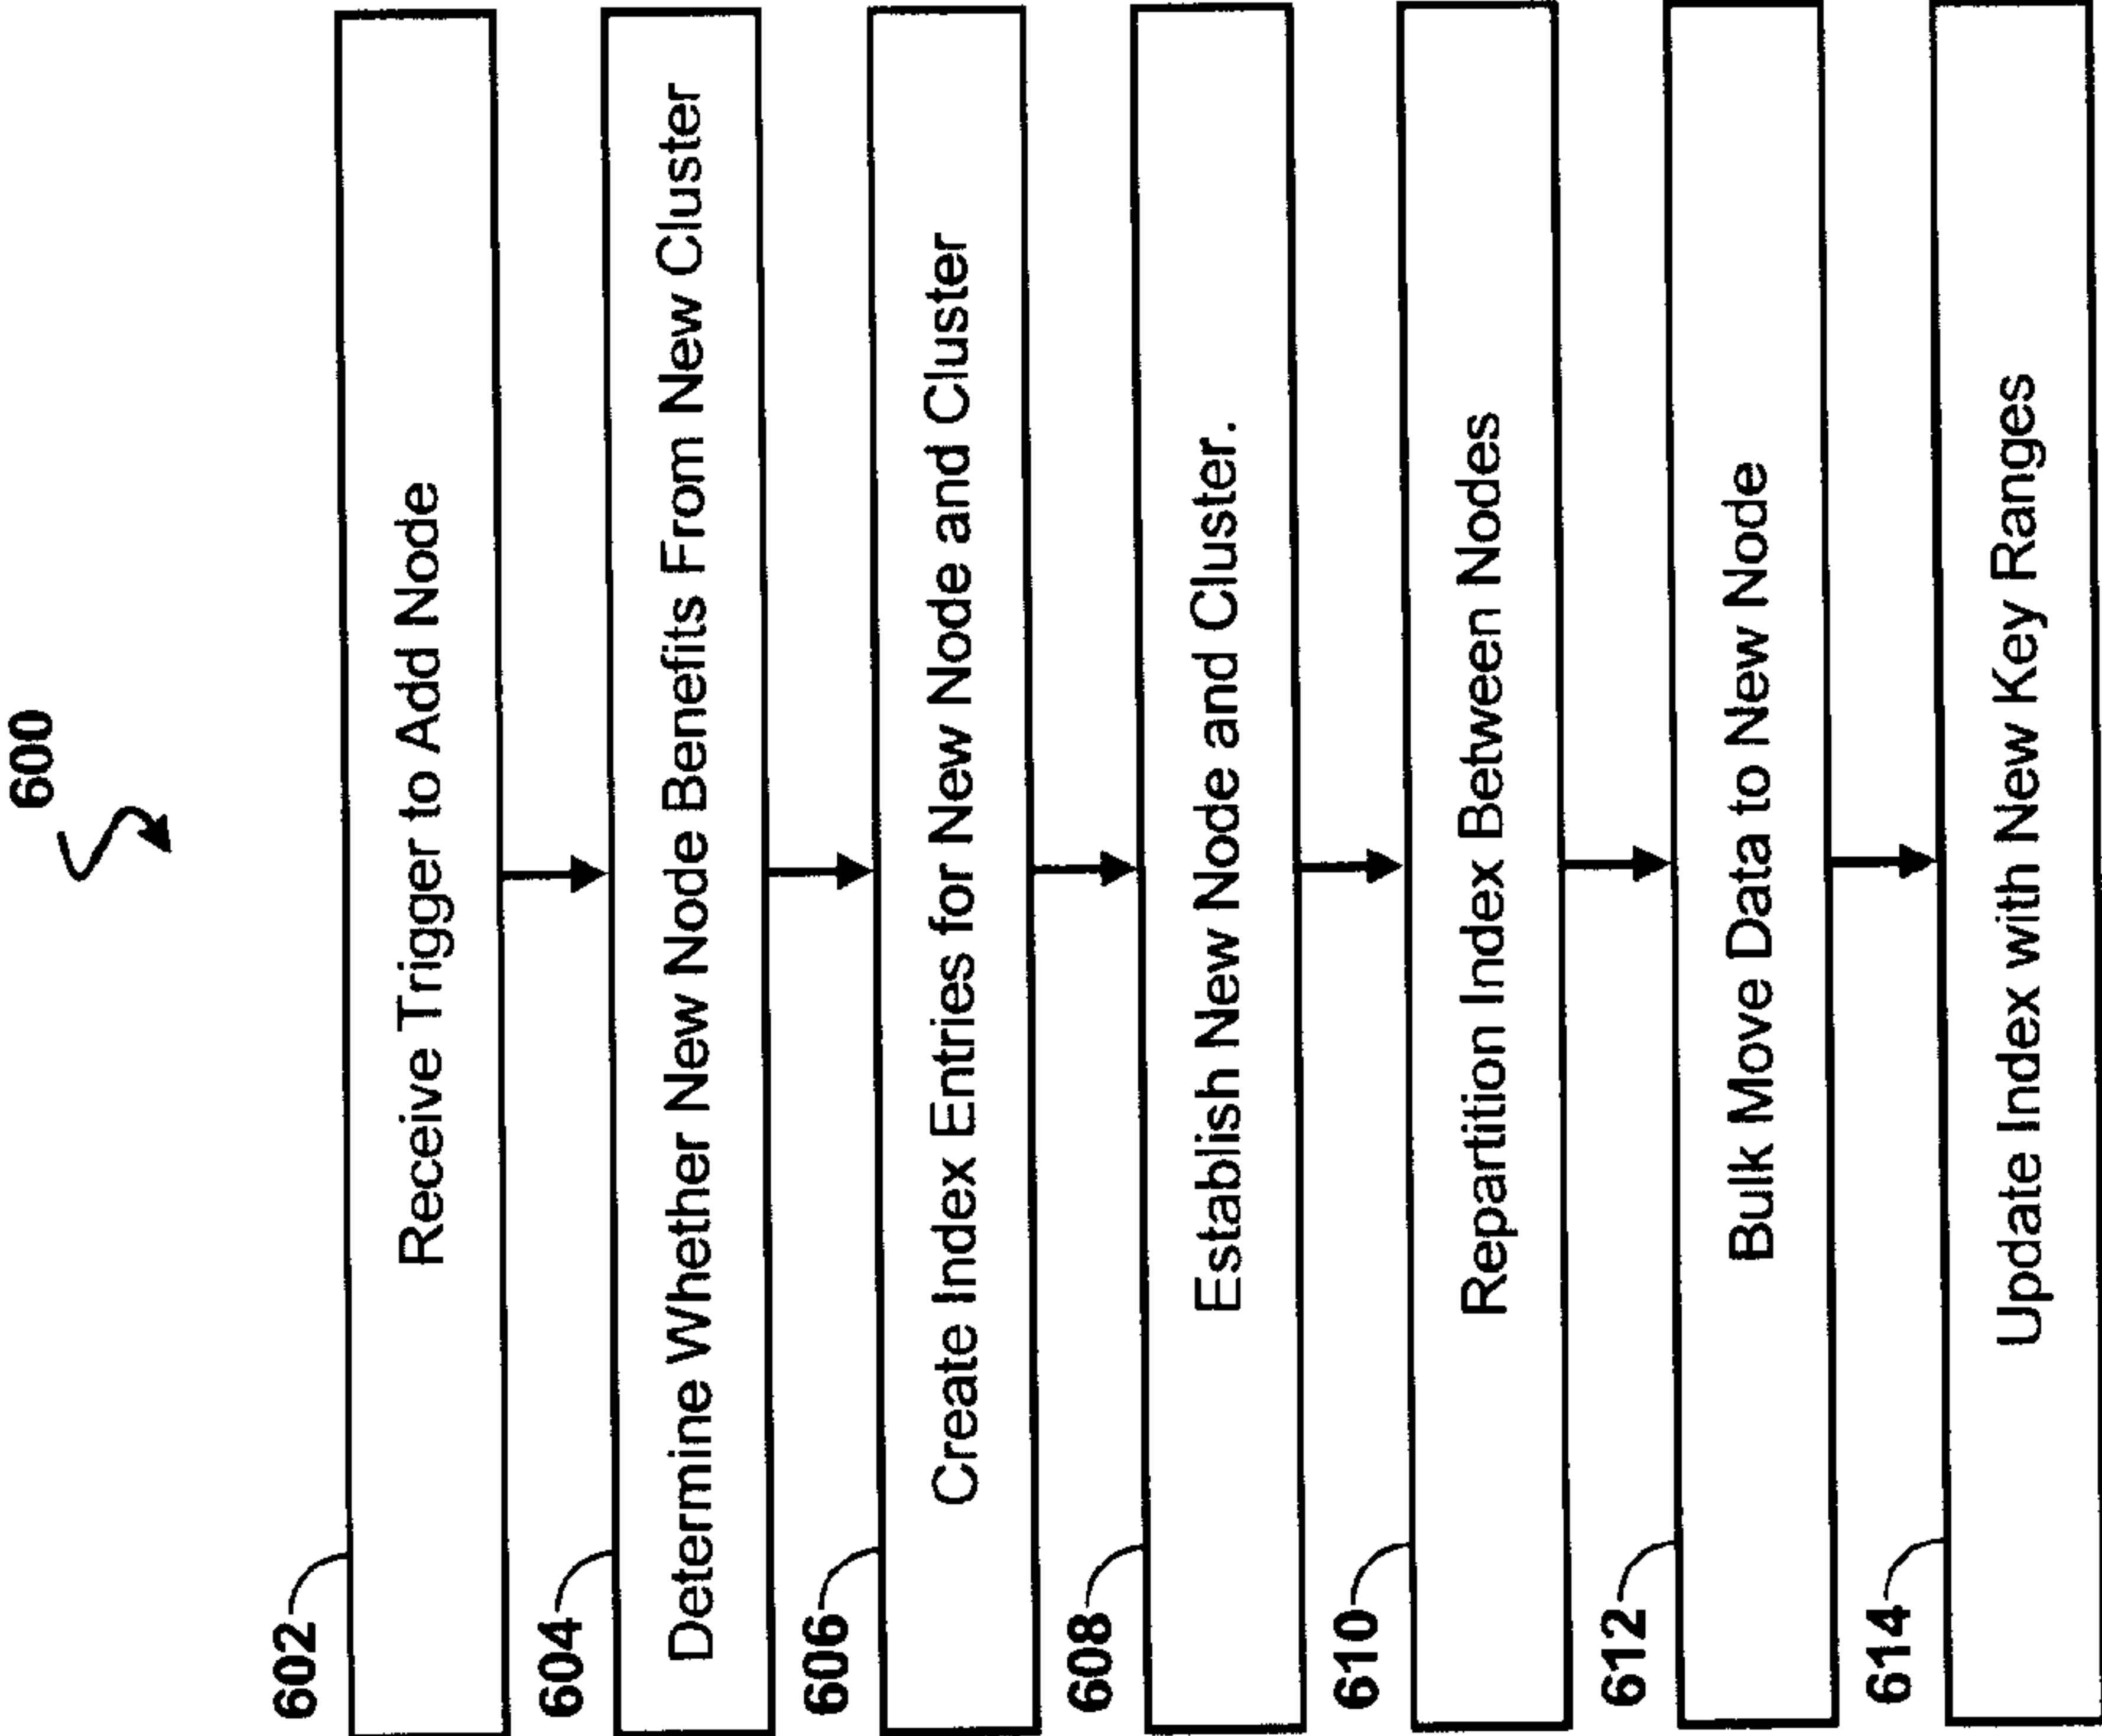 600
602
Receive Trigger to Add Node
604
Determine Whether New Node Benefits From New Cluster
606
Create Index Entries for New Node and Cluster
608
Establish New Node and Cluster.
610
Repartition Index Between Nodes
612
Bulk Move Data to New Node
614
Update Index with New Key Ranges